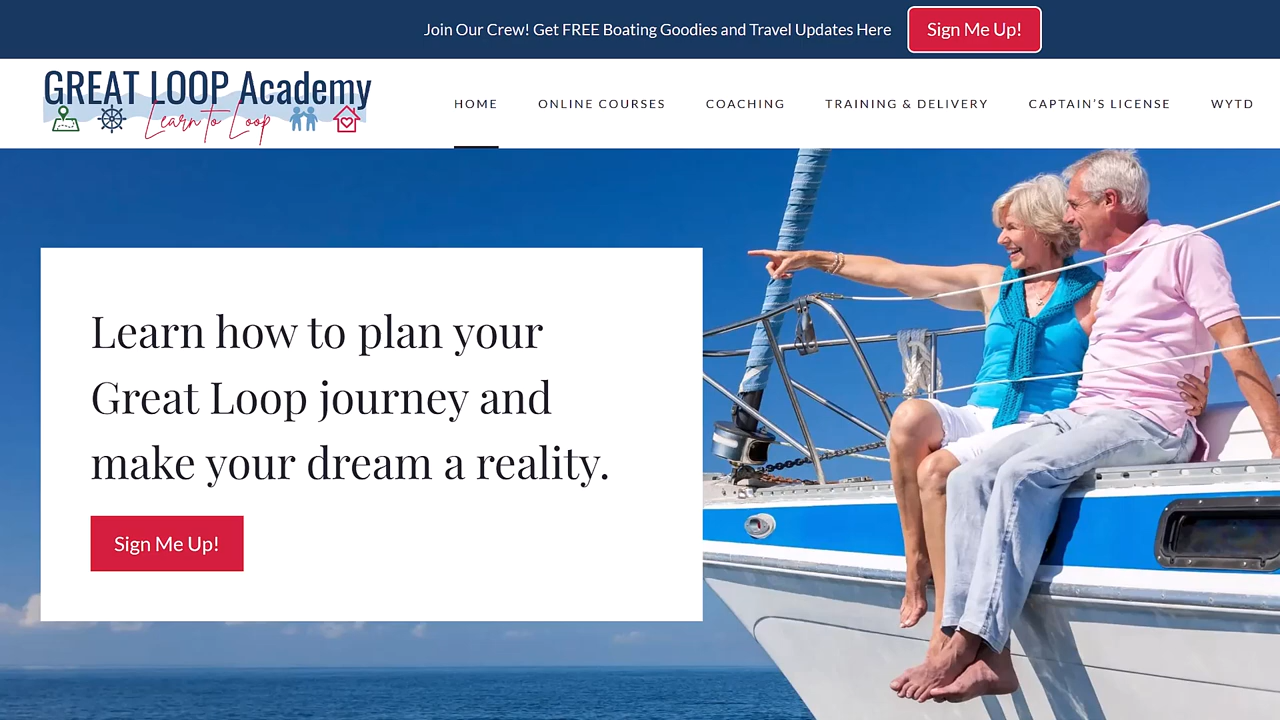 Join Our Crew! Get FREE Boating Goodies and Travel Updates Here
Sign Me Up!
GREAT LOOP Academy
Learn to Loop
HOME
ONLINE COURSES
COACHING
TRAINING & DELIVERY
CAPTAIN'S LICENSE
WYTD
Learn how to plan your
Great Loop journey and
make your dream a reality.
Sign Me Up!